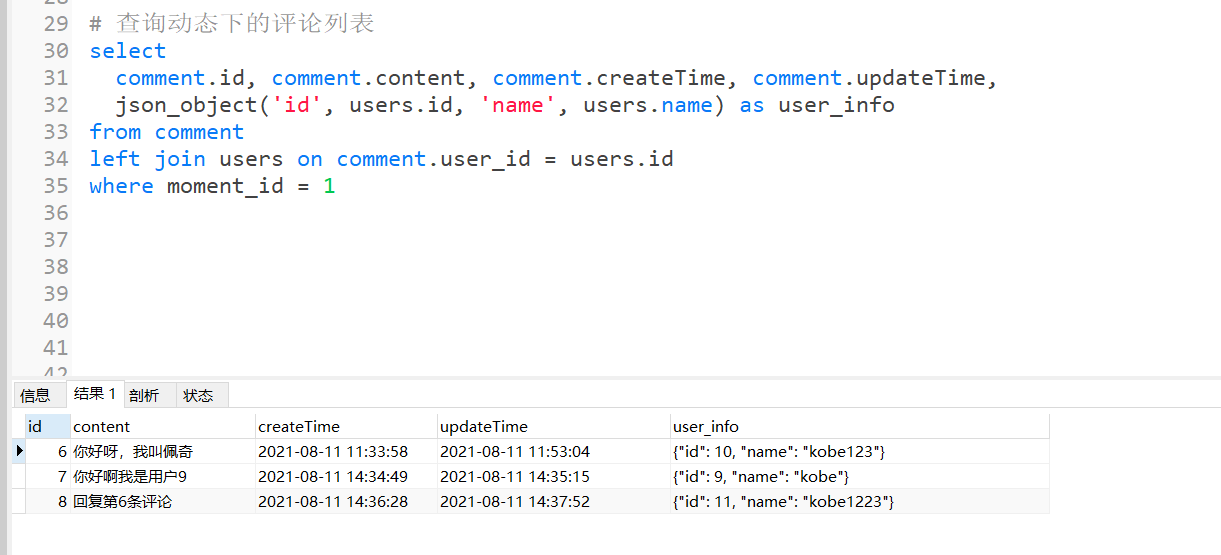 28
29 # 查询动态下的评论列表
30 select
31 comment.id, comment.content, comment.createTime, comment.updateTime,
32 json_object('id', users.id, 'name', users.name) as user_info
33 from comment
34 left join users on comment.user_id = users.id
35 where moment_id = 1
36
37
38
39
40
41
42
信息 结果 1 剖析 状态
id content createTime updateTime user_info
6 你好呀，我叫佩奇 2021-08-11 11:33:58 2021-08-11 11:53:04 {"id": 10, "name": "kobe123"}
7 你好啊我是用户9 2021-08-11 14:34:49 2021-08-11 14:35:15 {"id": 9, "name": "kobe"}
8 回复第6条评论 2021-08-11 14:36:28 2021-08-11 14:37:52 {"id": 11, "name": "kobe1223"}